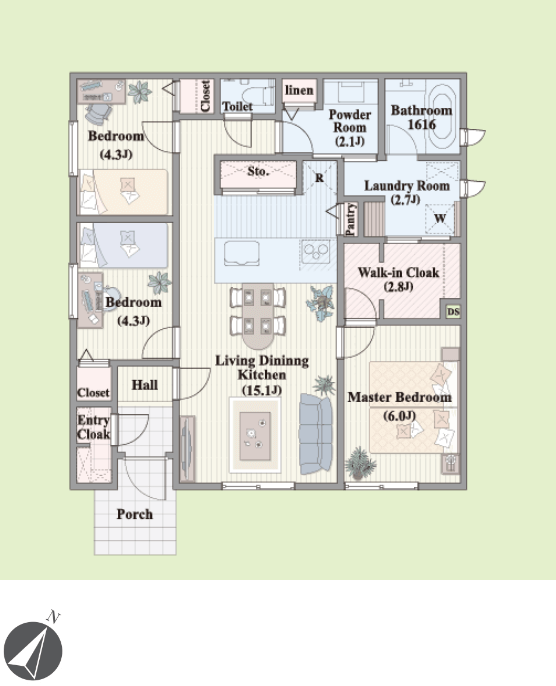 Closet
Toilet
linen
Bedroom
(4.3J)
Powder
Room
(2.1J)
Bathroom
1616
Sto.
R
Laundry Room
(2.7J)
W
Pantry
Walk-in Cloak
(2.8J)
DS
Bedroom
(4.3J)
Living Dininng
Kitchen
(15.1J)
Master Bedroom
(6.0J)
Closet
Hall
Entry
Cloak
Porch
N